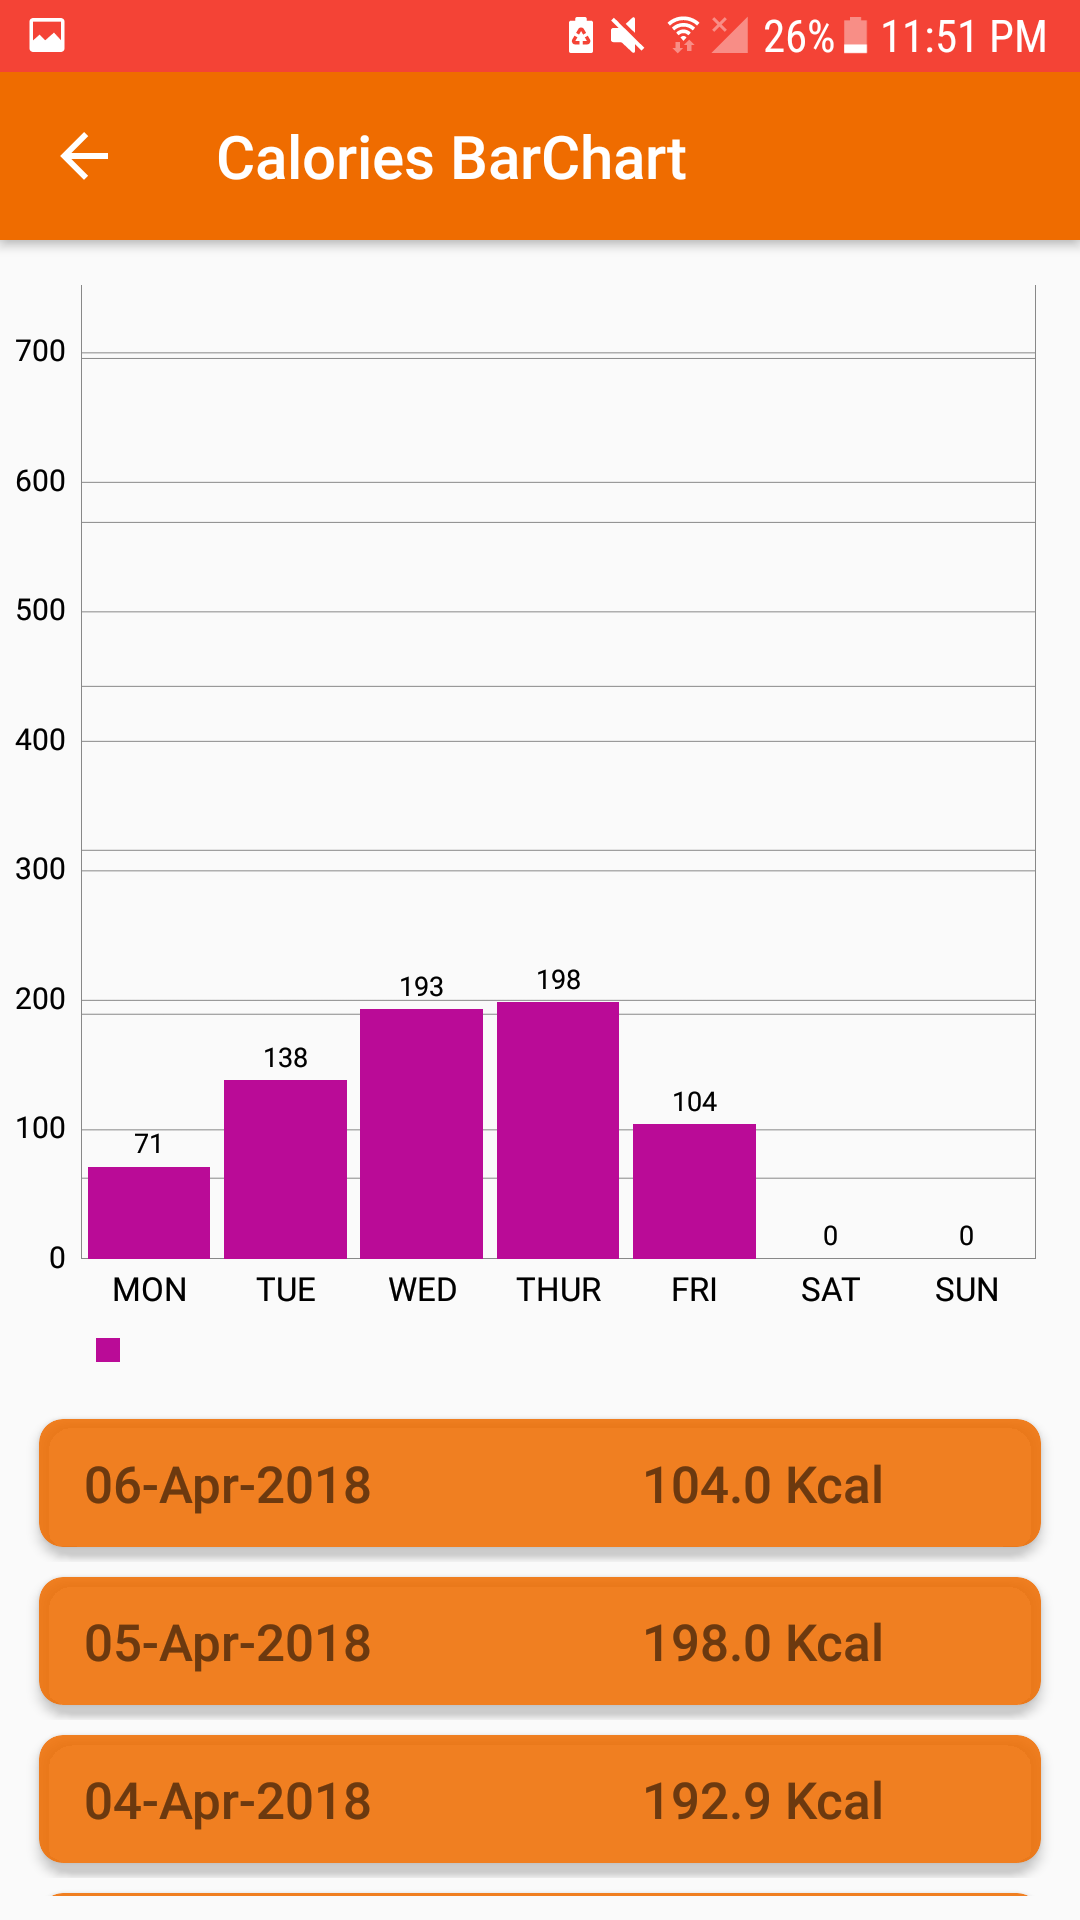 26% 11:51 PM
Calories BarChart
700
600
500
400
300
200
100
0
71
138
193
198
104
0
0
MON TUE WED THUR FRI SAT SUN
06-Apr-2018 104.0 Kcal
05-Apr-2018 198.0 Kcal
04-Apr-2018 192.9 Kcal